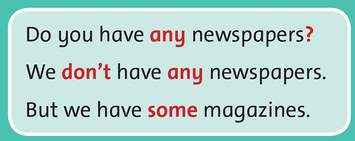 Do you have any newspapers?
We don't have any newspapers.
But we have some magazines.